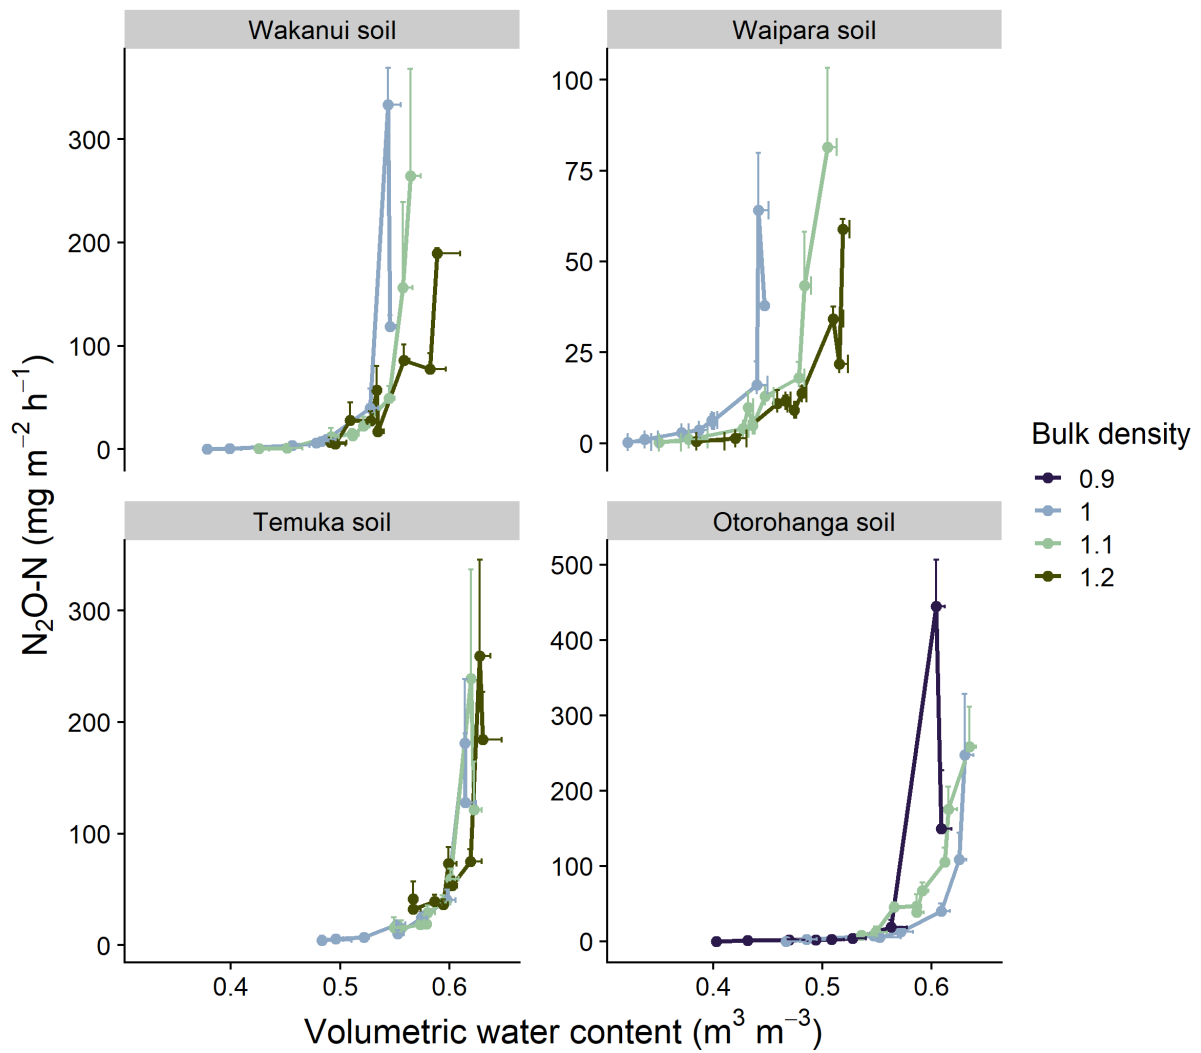 Wakanui soil
Waipara soil
300
200
100
0
100
75
50
25
0
Temuka soil
Otorohanga soil
300
200
100
0
500
400
300
200
100
0
0.4 0.5 0.6
0.4 0.5 0.6
N₂O-N (mg m⁻² h⁻¹)
Volumetric water content (m³ m⁻³)
Bulk density
0.9
1
1.1
1.2